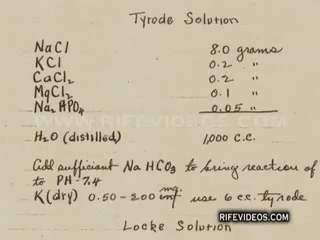 Tyrode Solution
NaCl 8.0 grams
KCl 0.2 "
CaCl2 0.2 "
MgCl2 0.1 "
Na2HPO4 0.05 "
WWW.RIFEVIDEOS.COM
H2O (distilled) 1,000 C.C.
Add sufficient NaHCO3 to bring reaction of
to PH-7.4
K(dry) 0.50-200 mg use 6 cc. tyrode
Locke Solution
RIFEVIDEOS.COM